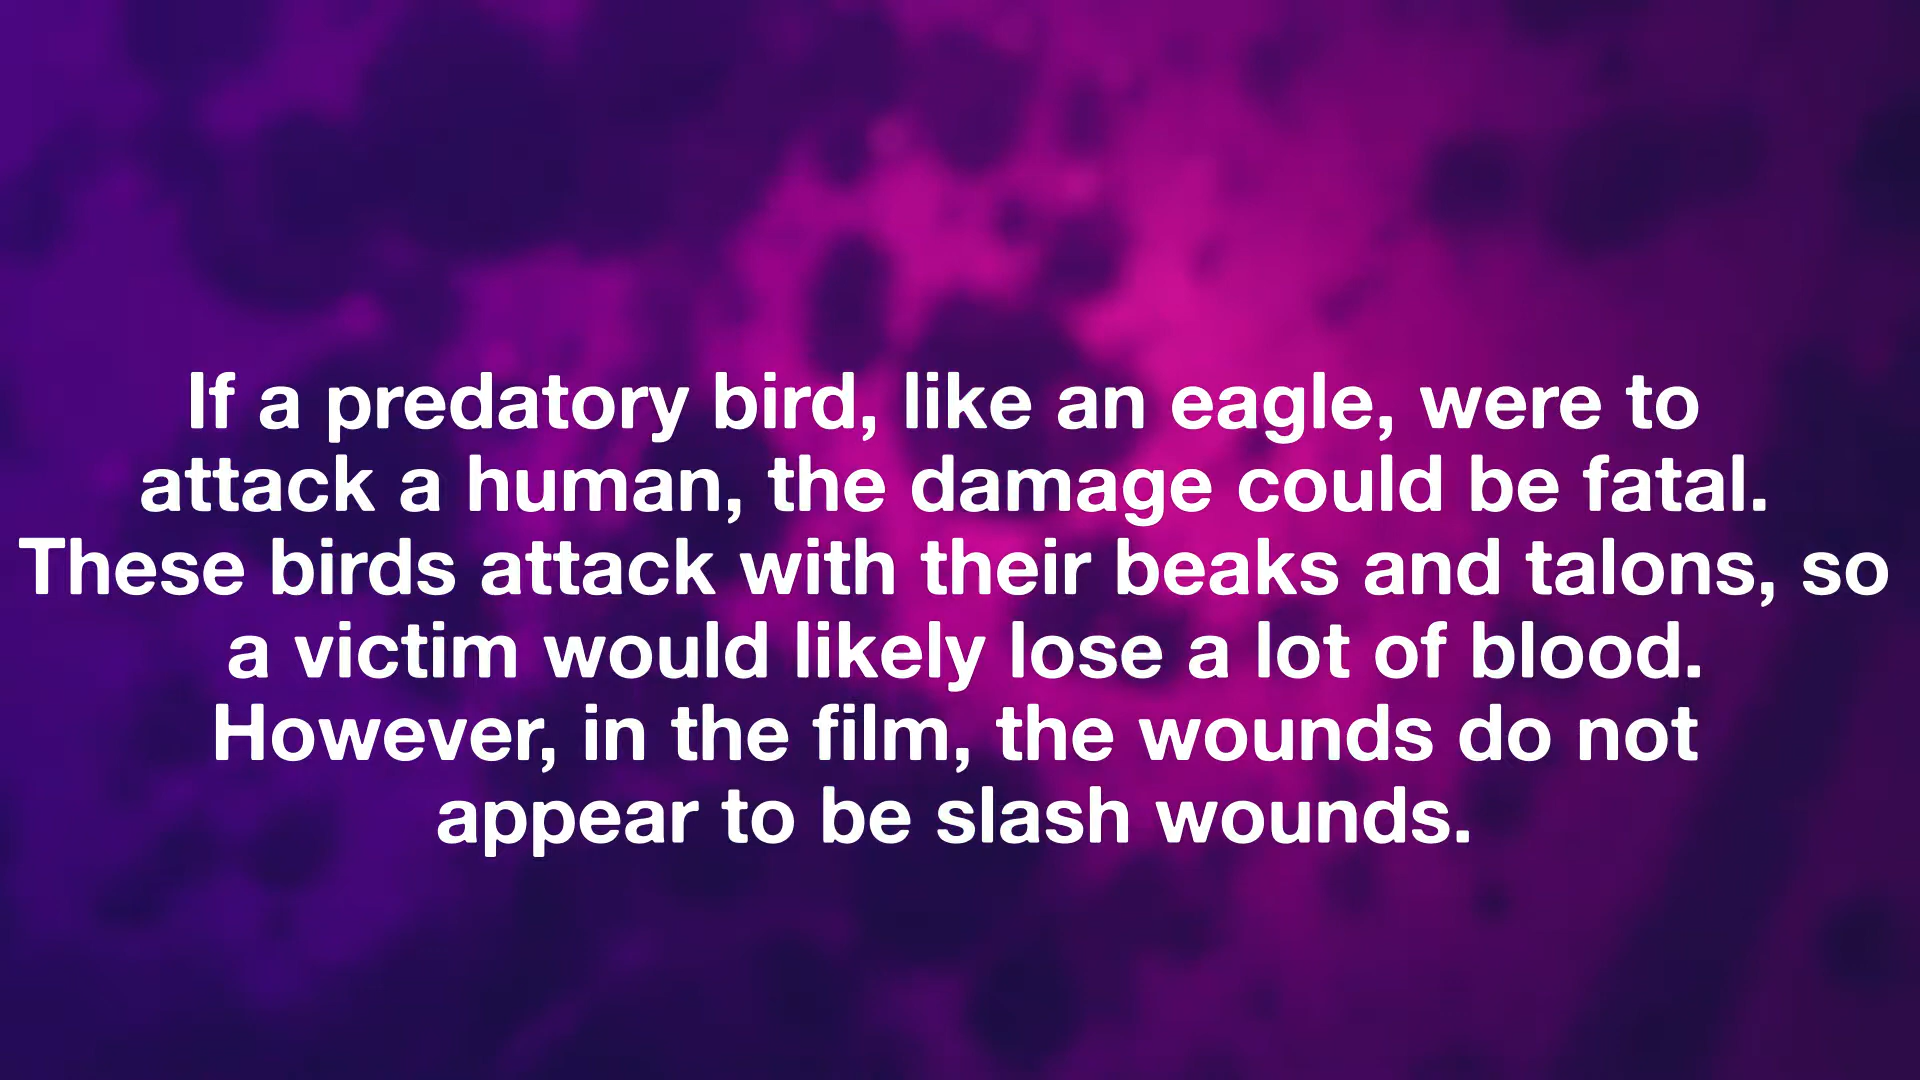 If a predatory bird, like an eagle, were to
attack a human, the damage could be fatal.
These birds attack with their beaks and talons, so
a victim would likely lose a lot of blood.
However, in the film, the wounds do not
appear to be slash wounds.